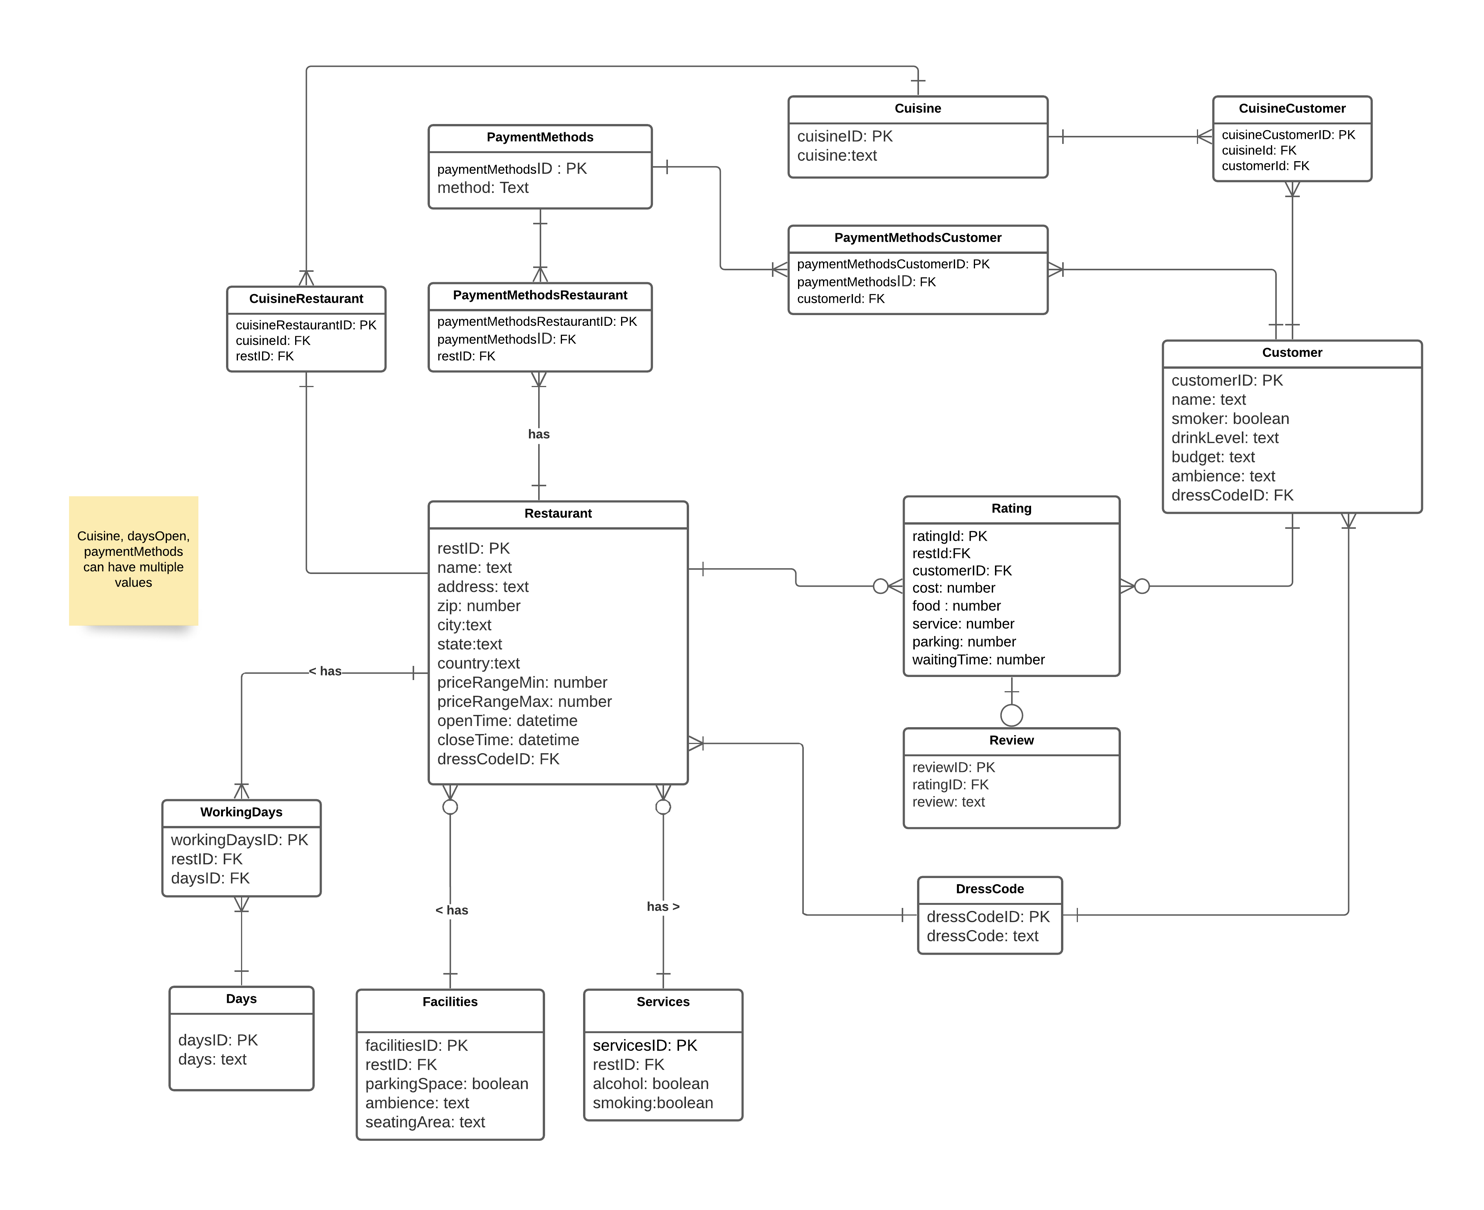 Cuisine
cuisineID: PK
cuisine:text
CuisineCustomer
cuisineCustomerID: PK
cuisineId: FK
customerId: FK
PaymentMethods
paymentMethodsID : PK
method: Text
PaymentMethodsCustomer
paymentMethodsCustomerID: PK
paymentMethodsID: FK
customerId: FK
CuisineRestaurant
cuisineRestaurantID: PK
cuisineId: FK
restID: FK
PaymentMethodsRestaurant
paymentMethodsRestaurantID: PK
paymentMethodsID: FK
restID: FK
Customer
customerID: PK
name: text
smoker: boolean
drinkLevel: text
budget: text
ambience: text
dressCodeID: FK
has
Cuisine, daysOpen,
paymentMethods
can have multiple
values
Restaurant
restID: PK
name: text
address: text
zip: number
city:text
state:text
country:text
priceRangeMin: number
priceRangeMax: number
openTime: datetime
closeTime: datetime
dressCodeID: FK
Rating
ratingId: PK
restId:FK
customerID: FK
cost: number
food : number
service: number
parking: number
waitingTime: number
< has
Review
reviewID: PK
ratingID: FK
review: text
WorkingDays
workingDaysID: PK
restID: FK
daysID: FK
< has
has >
DressCode
dressCodeID: PK
dressCode: text
Days
daysID: PK
days: text
Facilities
facilitiesID: PK
restID: FK
parkingSpace: boolean
ambience: text
seatingArea: text
Services
servicesID: PK
restID: FK
alcohol: boolean
smoking:boolean